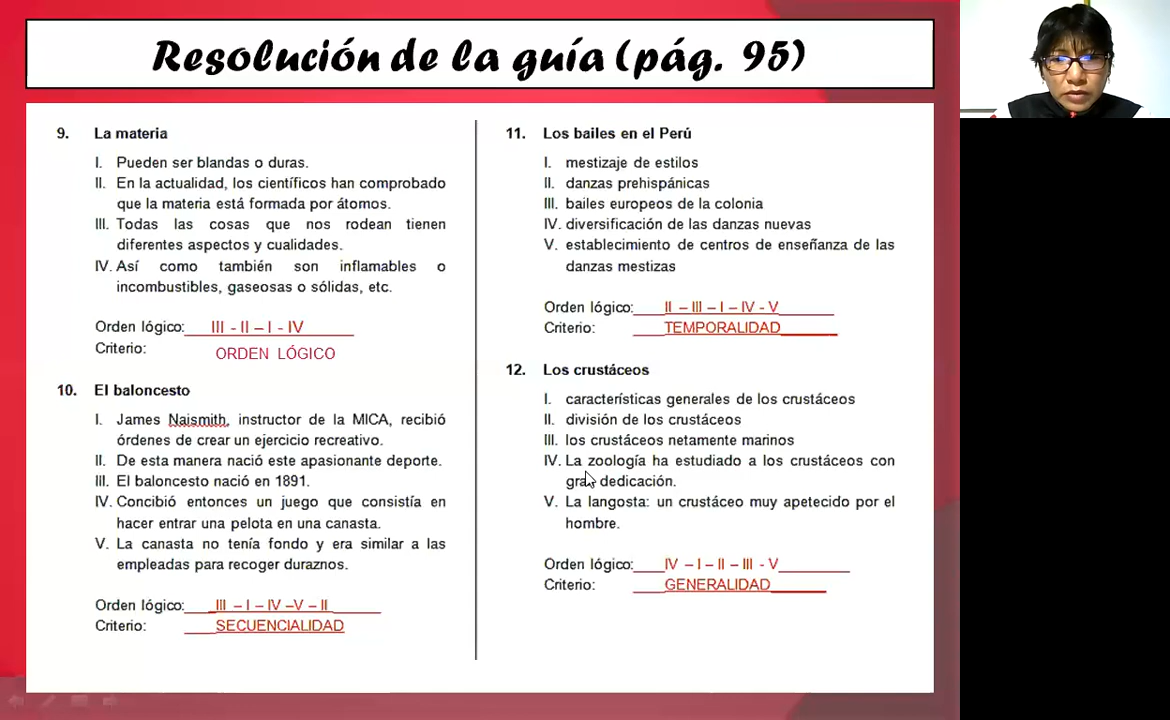 Resolución de la guía (pág. 95)
9. La materia
I. Pueden ser blandas o duras.
II. En la actualidad, los científicos han comprobado
que la materia está formada por átomos.
III. Todas las cosas que nos rodean tienen
diferentes aspectos y cualidades.
IV. Así como también son inflamables o
incombustibles, gaseosas o sólidas, etc.
Orden lógico: III - II – I - IV
Criterio: ORDEN LÓGICO
10. El baloncesto
I. James Naismith, instructor de la MICA, recibió
órdenes de crear un ejercicio recreativo.
II. De esta manera nació este apasionante deporte.
III. El baloncesto nació en 1891.
IV. Concibió entonces un juego que consistía en
hacer entrar una pelota en una canasta.
V. La canasta no tenía fondo y era similar a las
empleadas para recoger duraznos.
Orden lógico: III – I – IV –V – II
Criterio: SECUENCIALIDAD
11. Los bailes en el Perú
I. mestizaje de estilos
II. danzas prehispánicas
III. bailes europeos de la colonia
IV. diversificación de las danzas nuevas
V. establecimiento de centros de enseñanza de las
danzas mestizas
Orden lógico: II – III – I – IV - V
Criterio: TEMPORALIDAD
12. Los crustáceos
I. características generales de los crustáceos
II. división de los crustáceos
III. los crustáceos netamente marinos
IV. La zoología ha estudiado a los crustáceos con
gran dedicación.
V. La langosta: un crustáceo muy apetecido por el
hombre.
Orden lógico: IV – I – II – III - V
Criterio: GENERALIDAD